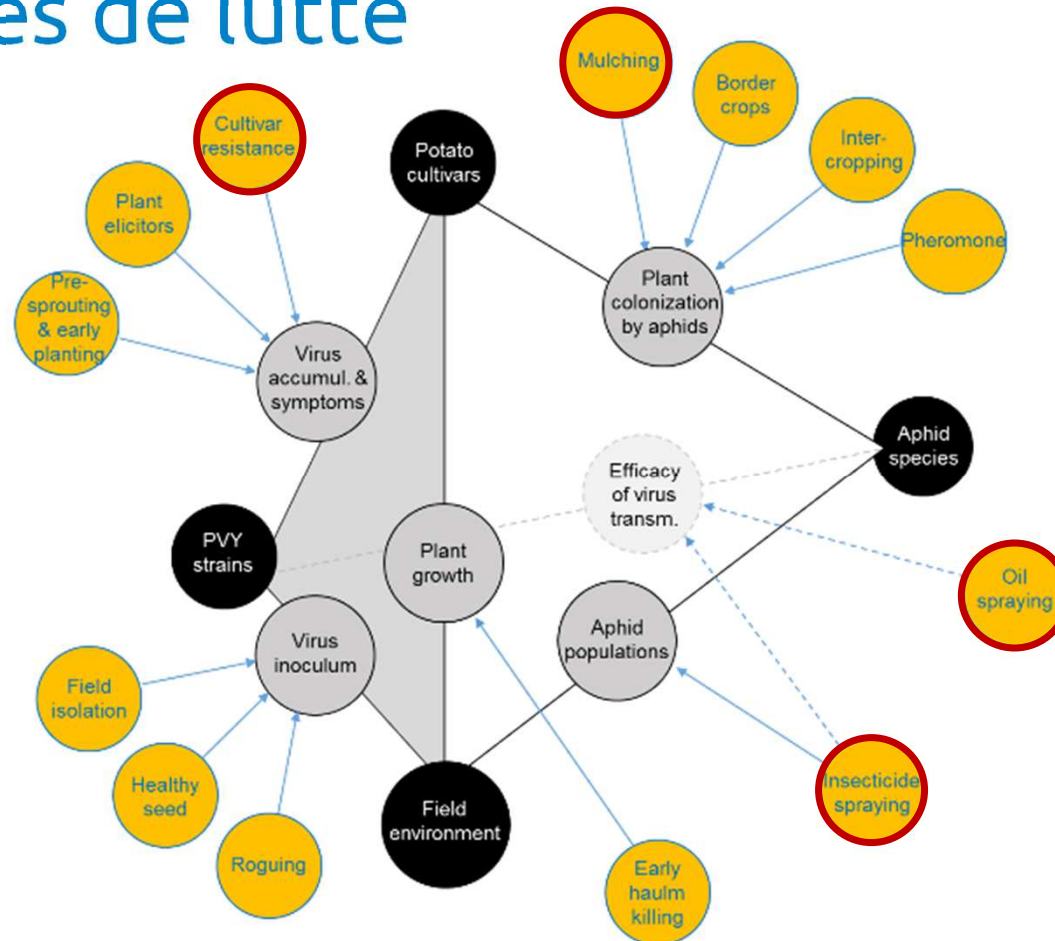 es de lutte
Mulching
Border
crops
Cultivar
resistance
Potato
cultivars
Inter-
cropping
Plant
elicitors
Pheromone
Pre-
sprouting
& early
planting
Plant
colonization
by aphids
Virus
accumul. &
symptoms
Aphid
species
Efficacy
of virus
transm.
PVY
strains
Plant
growth
Oil
spraying
Virus
inoculum
Aphid
populations
Field
isolation
Healthy
seed
Insecticide
spraying
Field
environment
Roguing
Early
haulm
killing